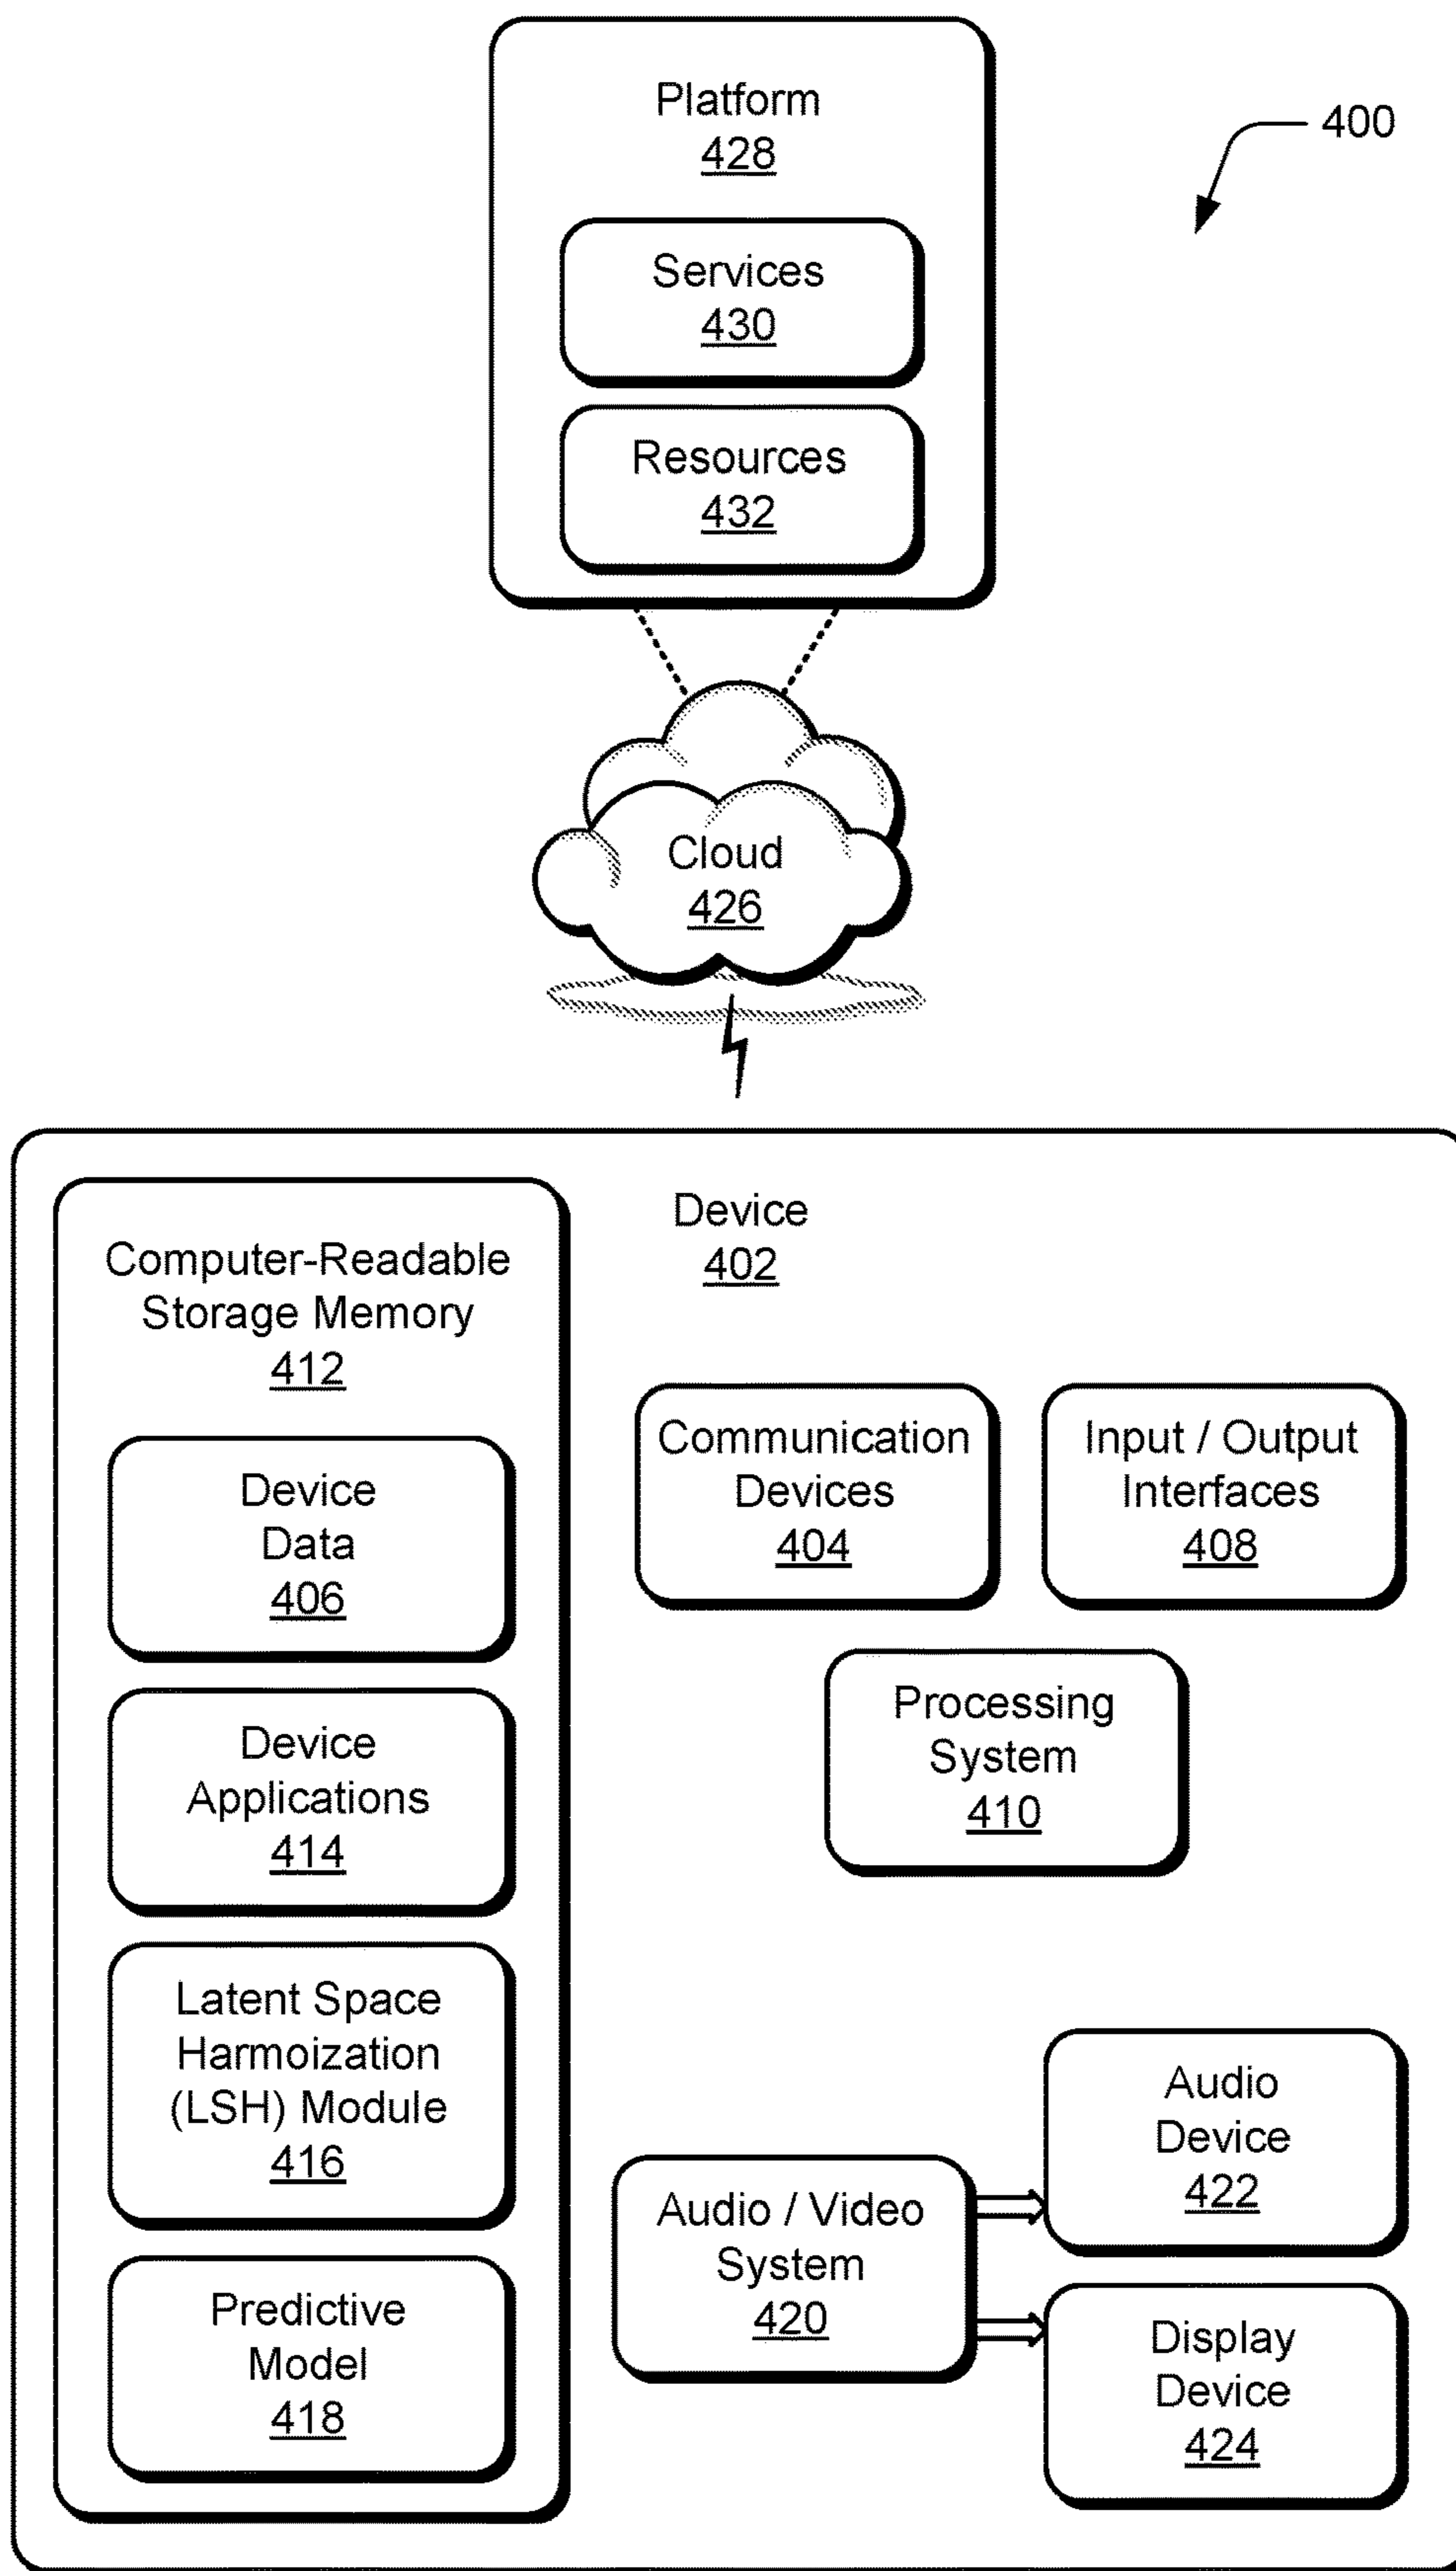 Platform
428
400
Services
430
Resources
432
Cloud
426
Device
402
Computer-Readable
Storage Memory
412
Device
Data
406
Device
Applications
414
Latent Space
Harmoization
(LSH) Module
416
Predictive
Model
418
Communication
Devices
404
Input / Output
Interfaces
408
Processing
System
410
Audio / Video
System
420
Audio
Device
422
Display
Device
424